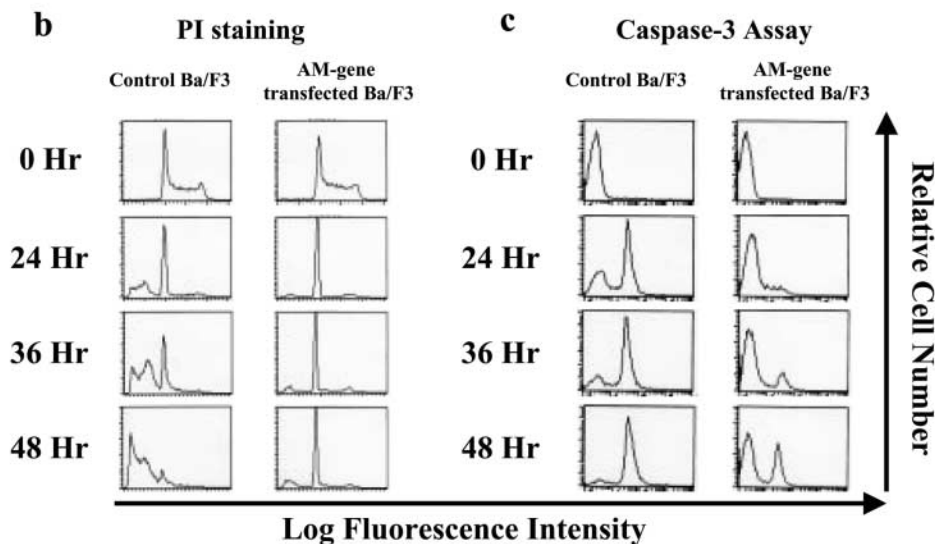 b
PI staining
Control Ba/F3
AM-gene
transfected Ba/F3
0 Hr
24 Hr
36 Hr
48 Hr
c
Caspase-3 Assay
Control Ba/F3
AM-gene
transfected Ba/F3
0 Hr
24 Hr
36 Hr
48 Hr
Relative Cell Number
Log Fluorescence Intensity